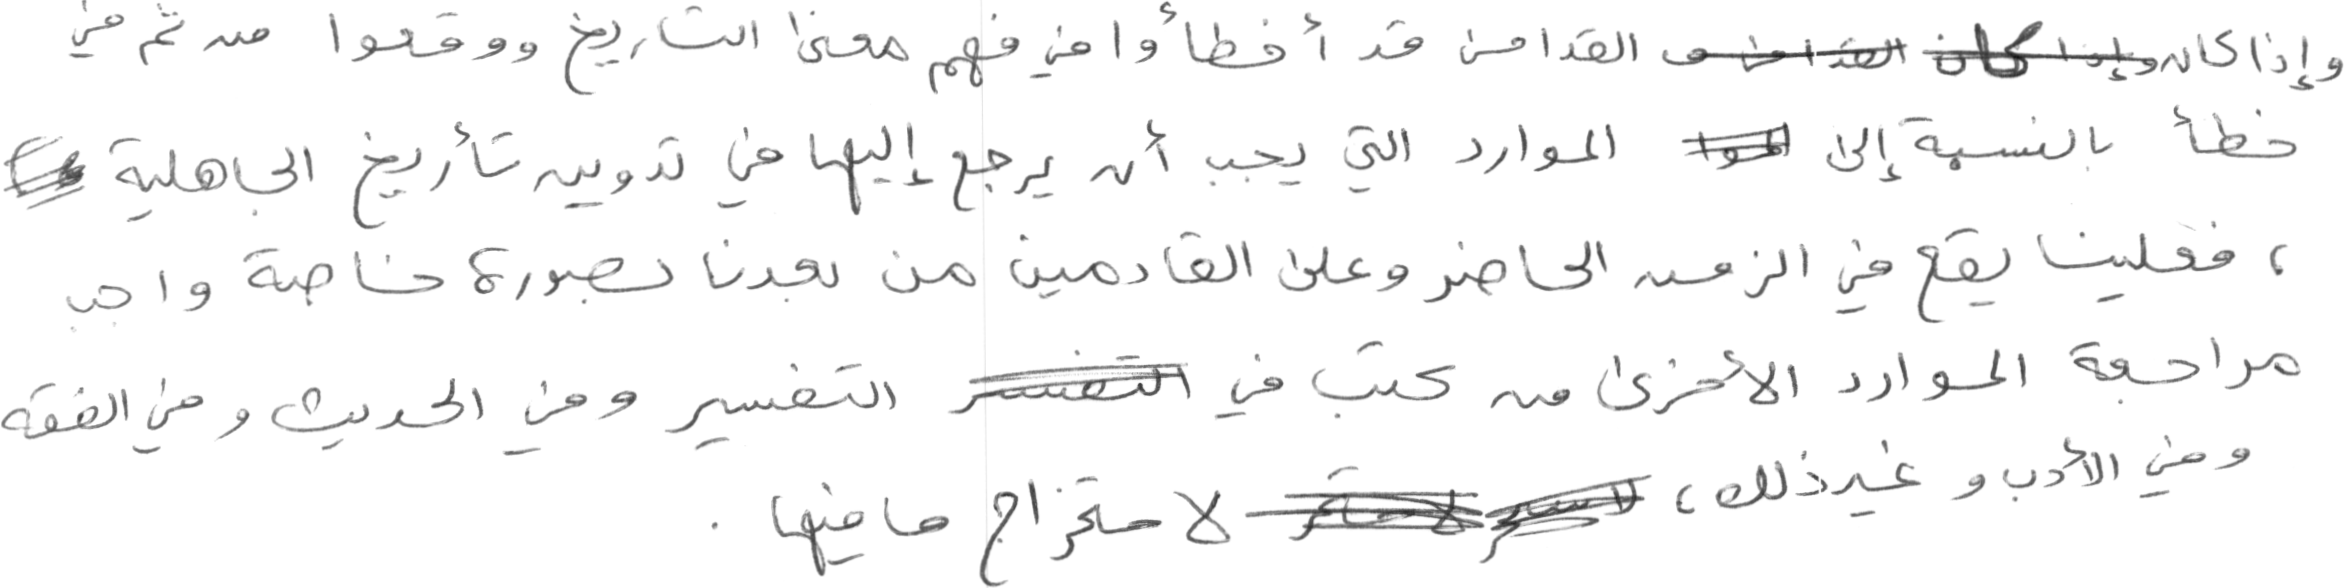 وإذا كان القدامى قد أخطأوا في فهم معنى التاريخ ووقعوا من ثم في
خطأ بالنسبة إلى الموارد التي يجب أن يرجع إليها في تدوين تأريخ الجاهلية
، فعلينا يقع في الزمن الحاضر وعلى القادمين من بعدنا بصورة خاصة واجب
مراجعة الموارد الأخرى من كتب في التفسير وفي الحديث وفي الفقه
وفي الأدب وغير ذلك، لاستخراج ما فيها .